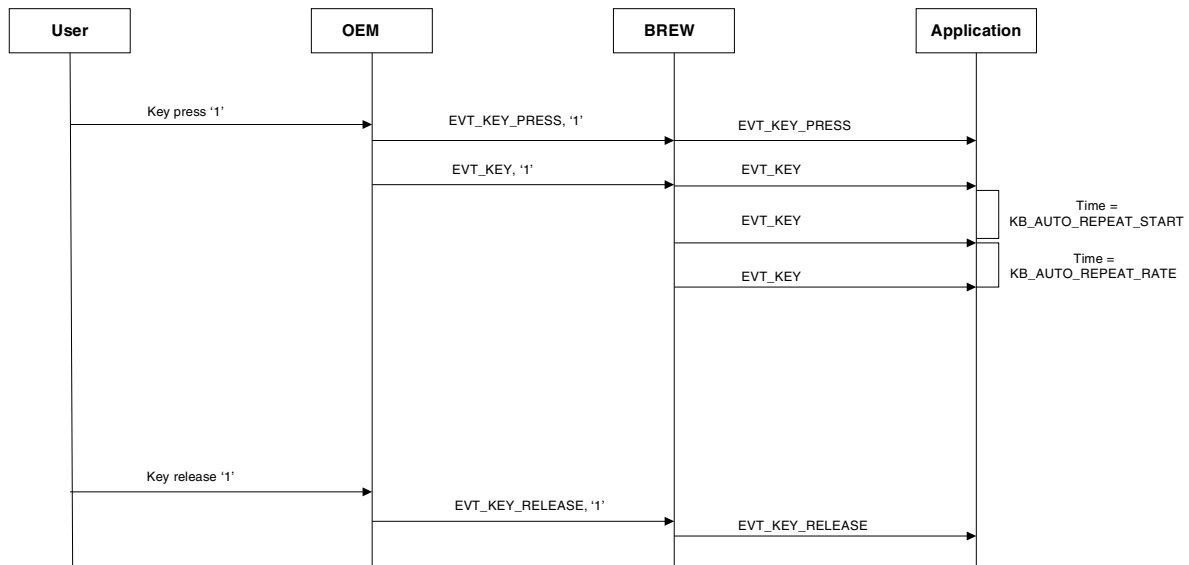 User
OEM
BREW
Application
Key press ‘1’
EVT_KEY_PRESS, ‘1’
EVT_KEY_PRESS
EVT_KEY, ‘1’
EVT_KEY
Time =
KB_AUTO_REPEAT_START
EVT_KEY
Time =
KB_AUTO_REPEAT_RATE
EVT_KEY
Key release ‘1’
EVT_KEY_RELEASE, ‘1’
EVT_KEY_RELEASE